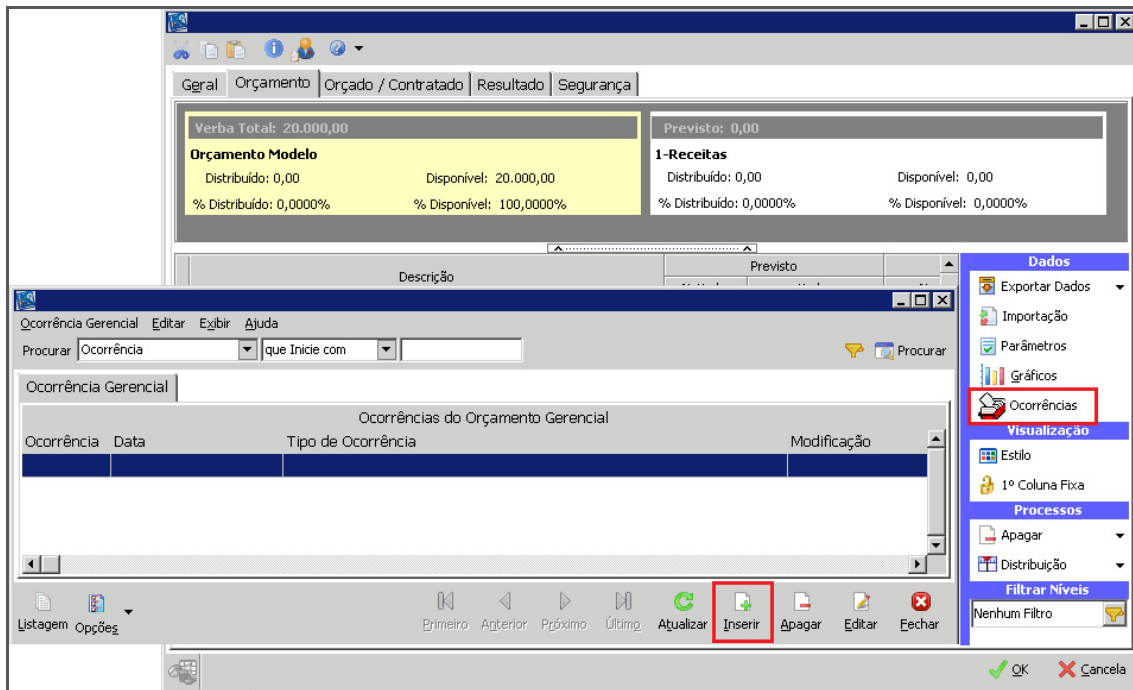 Geral Orçamento Orçado / Contratado Resultado Segurança
Verba Total: 20.000,00
Orçamento Modelo
Distribuído: 0,00 Disponível: 20.000,00
% Distribuído: 0,0000% % Disponível: 100,0000%
Previsto: 0,00
1-Receitas
Distribuído: 0,00 Disponível: 0,00
% Distribuído: 0,0000% % Disponível: 0,0000%
Descrição
Previsto
Dados
Exportar Dados
Importação
Parâmetros
Gráficos
Ocorrências
Visualização
Estilo
1º Coluna Fixa
Processos
Apagar
Distribuição
Filtrar Níveis
Nenhum Filtro
Ocorrência Gerencial Editar Exibir Ajuda
Procurar Ocorrência que Inicie com Procurar
Ocorrência Gerencial
Ocorrências do Orçamento Gerencial
Ocorrência Data Tipo de Ocorrência Modificação
Listagem Opções Primeiro Anterior Próximo Último Atualizar Inserir Apagar Editar Fechar
OK Cancela